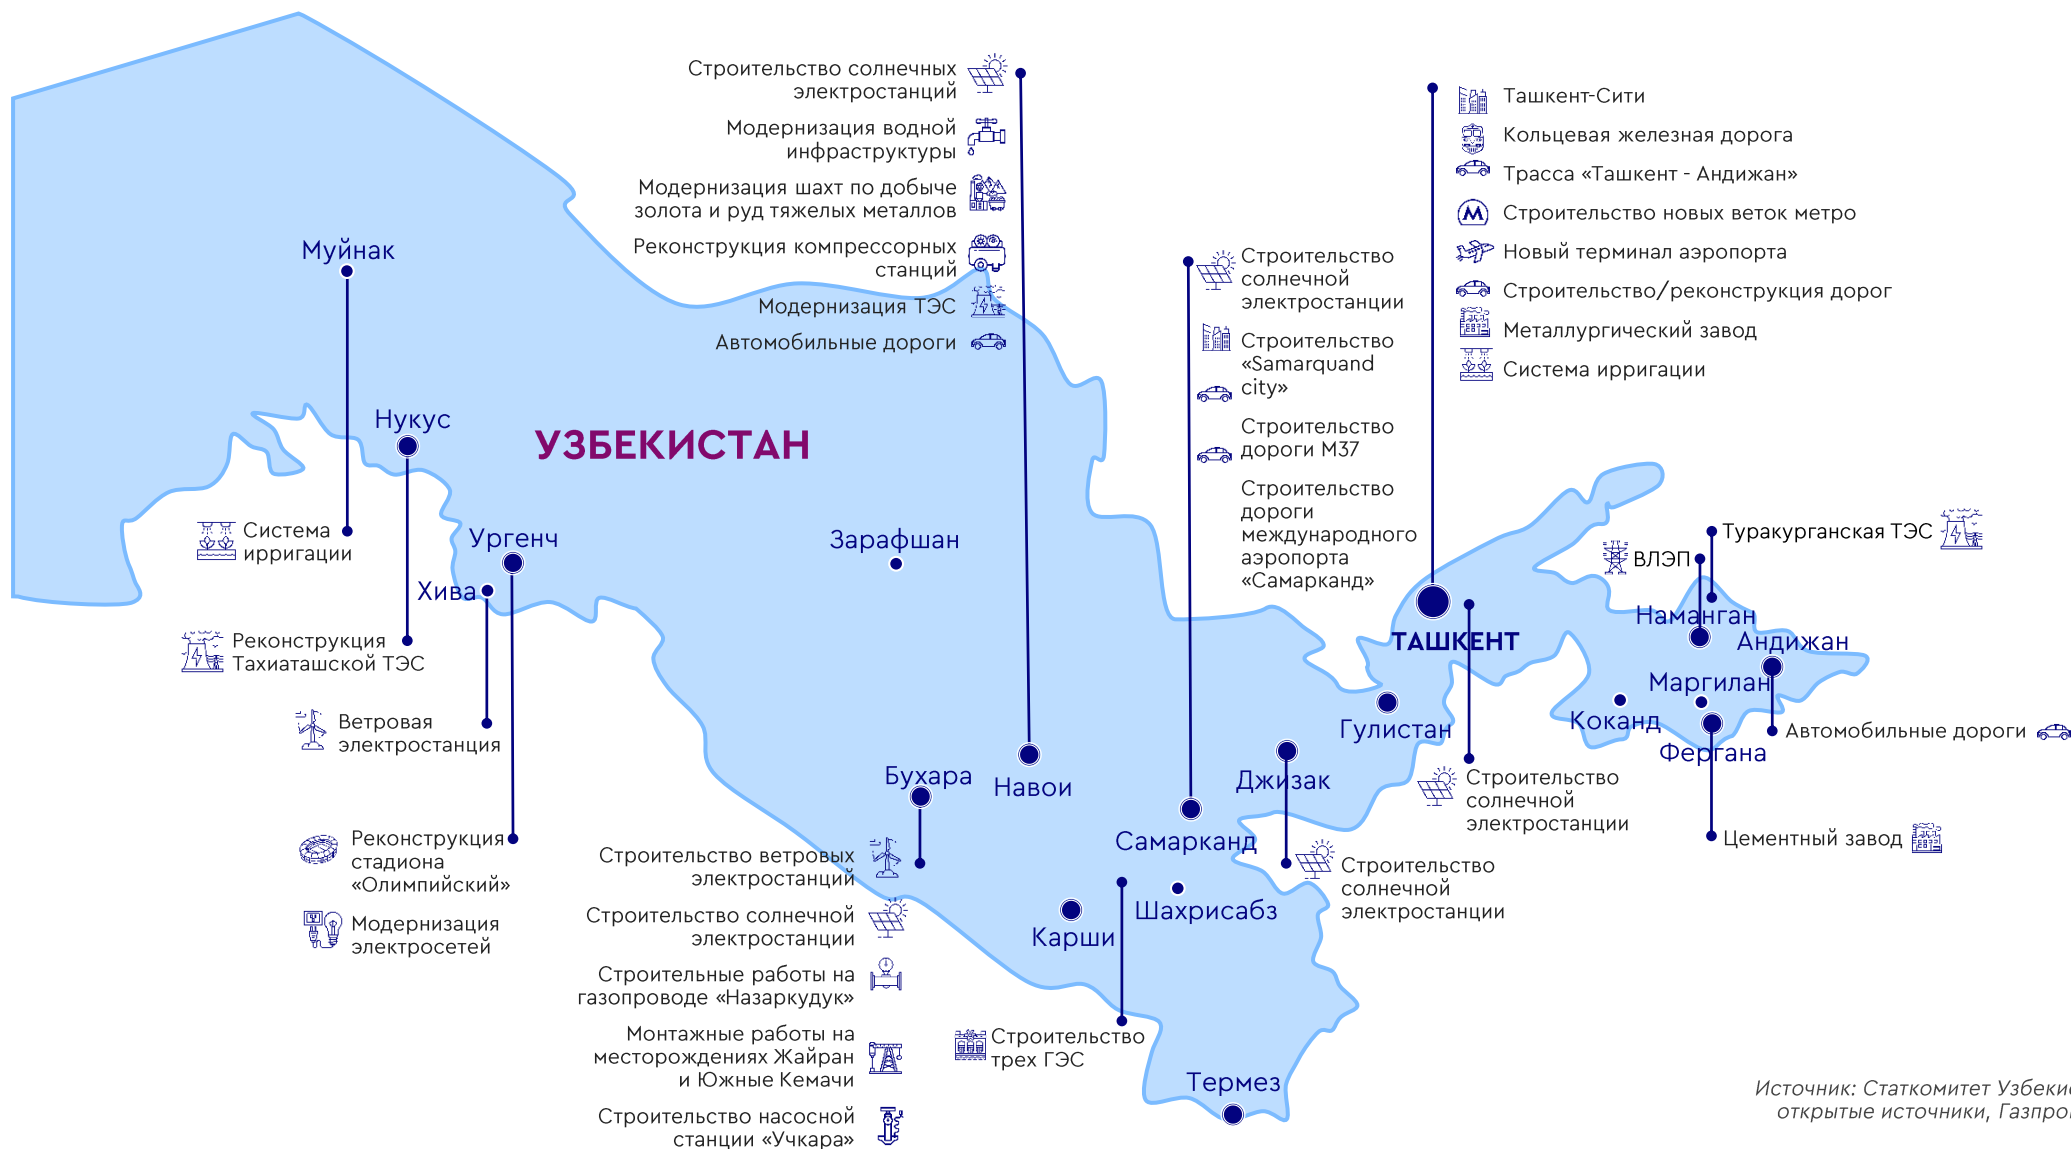 Строительство солнечных
электростанций
Модернизация водной
инфраструктуры
Модернизация шахт по добыче
золота и руд тяжелых металлов
Реконструкция компрессорных
станций
Модернизация ТЭС
Автомобильные дороги
Ташкент-Сити
Кольцевая железная дорога
Трасса «Ташкент - Андижан»
Строительство новых веток метро
Новый терминал аэропорта
Строительство/реконструкция дорог
Металлургический завод
Система ирригации
Строительство
солнечной
электростанции
Строительство
«Samarquand
city»
Строительство
дороги М37
Строительство
дороги
международного
аэропорта
«Самарканд»
Муйнак
Нукус
УЗБЕКИСТАН
Система
ирригации
Ургенч
Хива
Зарафшан
Реконструкция
Тахиаташской ТЭС
Ветровая
электростанция
Реконструкция
стадиона
«Олимпийский»
Модернизация
электросетей
Туракурганская ТЭС
ВЛЭП
Наманган
ТАШКЕНТ
Андижан
Маргилан
Коканд
Фергана
Автомобильные дороги
Цементный завод
Гулистан
Строительство
солнечной
электростанции
Джизак
Строительство
солнечной
электростанции
Бухара
Навои
Самарканд
Шахрисабз
Карши
Строительство ветровых
электростанций
Строительство солнечной
электростанции
Строительные работы на
газопроводе «Назаркудук»
Монтажные работы на
месторождениях Жайран
и Южные Кемачи
Строительство насосной
станции «Учкара»
Строительство
трех ГЭС
Термез
Источник: Статкомитет Узбеки
открытые источники, Газпро